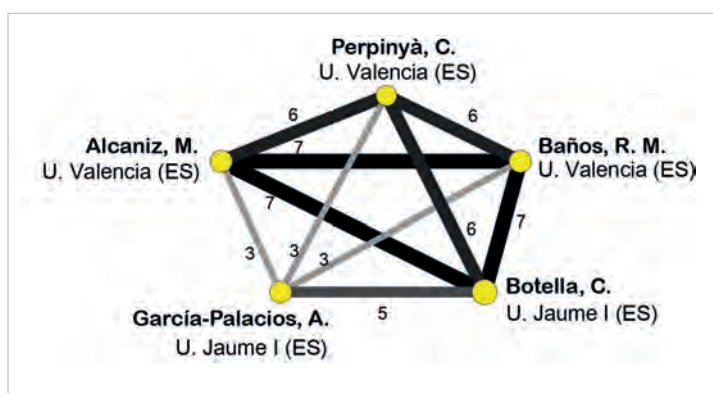 Perpinyà, C.
U. Valencia (ES)
6
6
Alcaniz, M.
U. Valencia (ES)
7
Baños, R. M.
U. Valencia (ES)
7
7
6
3
3
3
Botella, C.
U. Jaume I (ES)
García-Palacios, A.
U. Jaume I (ES)
5